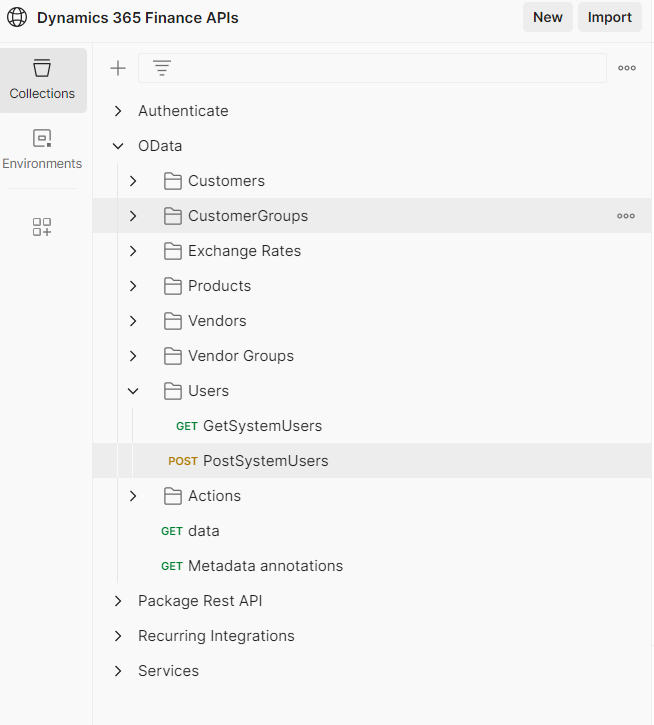 Dynamics 365 Finance APIs
New
Import
Collections
Environments
Authenticate
OData
Customers
CustomerGroups
Exchange Rates
Products
Vendors
Vendor Groups
Users
GET GetSystemUsers
POST PostSystemUsers
Actions
GET data
GET Metadata annotations
Package Rest API
Recurring Integrations
Services